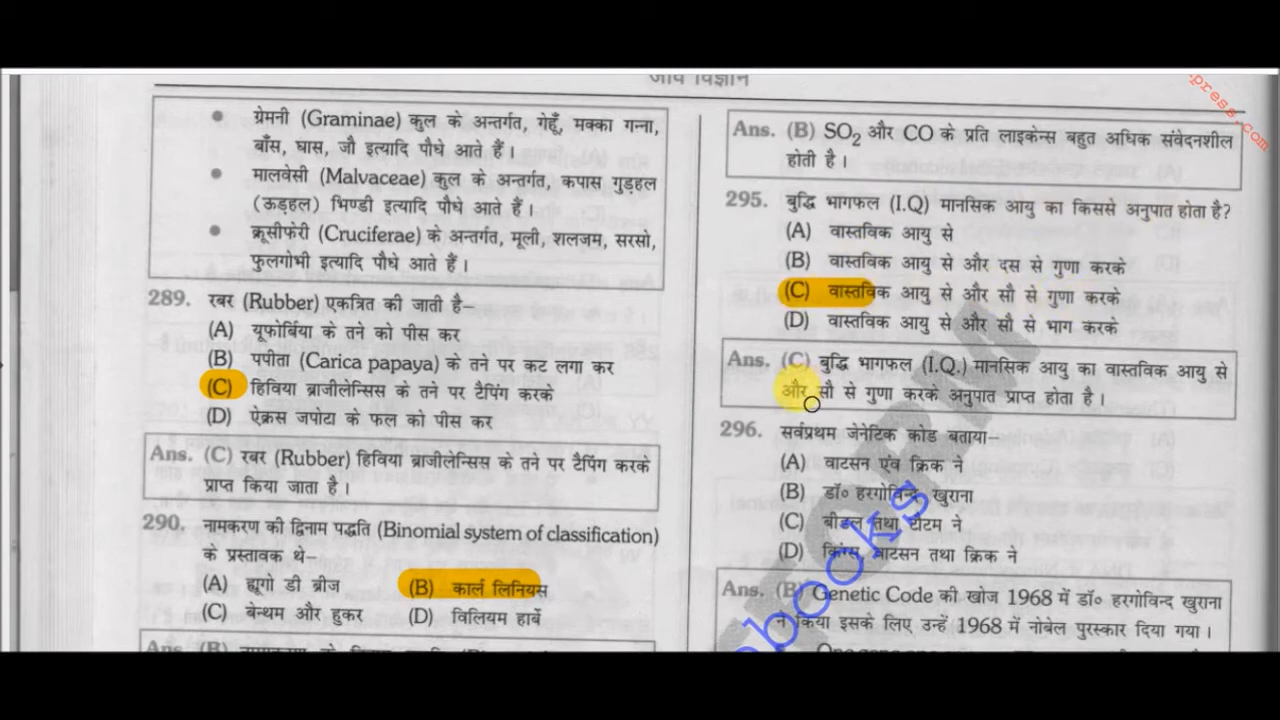 जीव विज्ञान
press.com
• ग्रेमनी (Graminae) कुल के अन्तर्गत, गेहूँ, मक्का गन्ना,
बाँस, घास, जौ इत्यादि पौधे आते हैं।
• मालवेसी (Malvaceae) कुल के अन्तर्गत, कपास गुड़हल
(ऊड़हल) भिण्डी इत्यादि पौधे आते हैं।
• क्रूसीफेरी (Cruciferae) के अन्तर्गत, मूली, शलजम, सरसो,
फुलगोभी इत्यादि पौधे आते हैं।
289. रबर (Rubber) एकत्रित की जाती है–
(A) यूफोर्बिया के तने को पीस कर
(B) पपीता (Carica papaya) के तने पर कट लगा कर
(C) हिविया ब्राजीलेन्सिस के तने पर टैपिंग करके
(D) ऐक्रस जपोटा के फल को पीस कर
Ans. (C) रबर (Rubber) हिविया ब्राजीलेन्सिस के तने पर टैपिंग करके
प्राप्त किया जाता है।
290. नामकरण की द्विनाम पद्धति (Binomial system of classification)
के प्रस्तावक थे–
(A) ह्यूगो डी ब्रीज (B) कार्ल लिनियस
(C) बेन्थम और हुकर (D) विलियम हार्बे
Ans. (B)
Ans. (B) SO2 और CO के प्रति लाइकेन्स बहुत अधिक संवेदनशील
होती है।
295. बुद्धि भागफल (I.Q) मानसिक आयु का किससे अनुपात होता है?
(A) वास्तविक आयु से
(B) वास्तविक आयु से और दस से गुणा करके
(C) वास्तविक आयु से और सौ से गुणा करके
(D) वास्तविक आयु से और सौ से भाग करके
Ans. (C) बुद्धि भागफल (I.Q.) मानसिक आयु का वास्तविक आयु से
और सौ से गुणा करके अनुपात प्राप्त होता है।
296. सर्वप्रथम जेनेटिक कोड बताया–
(A) वाटसन एवं क्रिक ने
(B) डॉ० हरगोविन्द खुराना
(C) बीडल तथा टीटम ने
(D) किंग्स वाटसन तथा क्रिक ने
Ans. (B) Genetic Code की खोज 1968 में डॉ० हरगोविन्द खुराना
ने किया इसके लिए उन्हें 1968 में नोबेल पुरस्कार दिया गया।
books